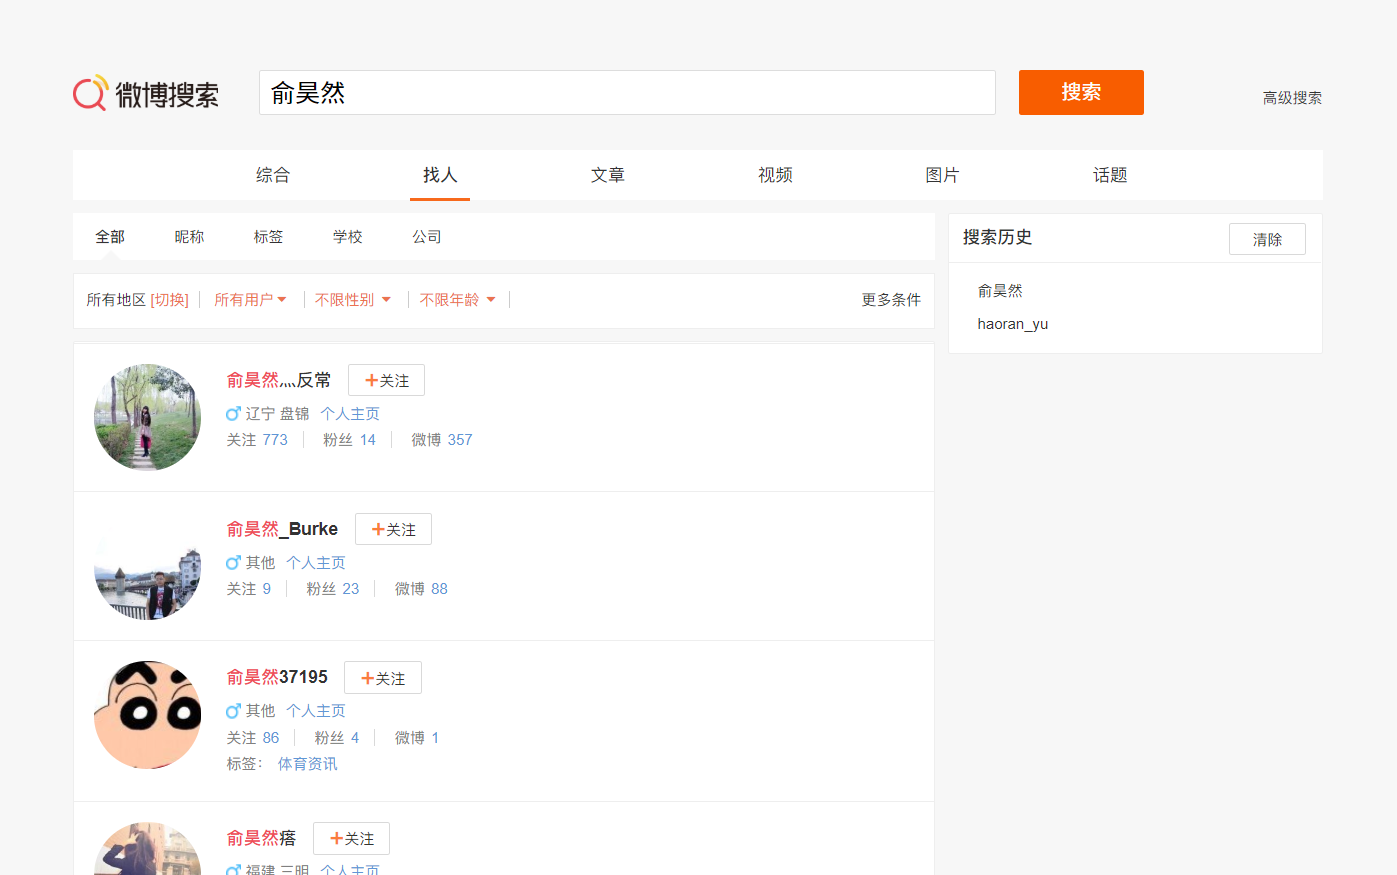 微博搜索
俞昊然
搜索
高级搜索
综合 找人 文章 视频 图片 话题
全部 昵称 标签 学校 公司
所有地区 [切换] 所有用户 不限性别 不限年龄 更多条件
俞昊然灬反常 +关注
辽宁 盘锦 个人主页
关注 773 粉丝 14 微博 357
俞昊然_Burke +关注
其他 个人主页
关注 9 粉丝 23 微博 88
俞昊然37195 +关注
其他 个人主页
关注 86 粉丝 4 微博 1
标签: 体育资讯
俞昊然瘩 +关注
福建 三明 个人主页
搜索历史 清除
俞昊然
haoran_yu